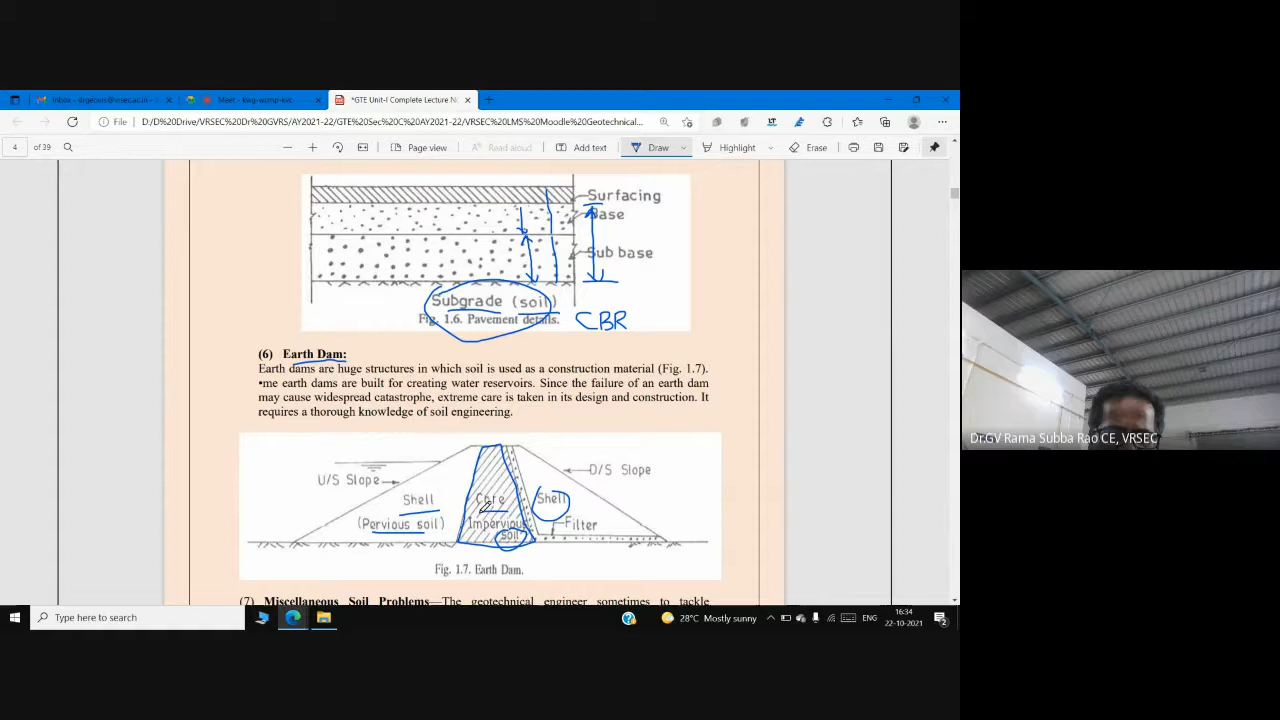 Meet - kwg-wcmp-kvc
*GTE Unit-I Complete Lecture No
File
D:/D%20Drive/VRSEC%20Dr%20GVRS/AY2021-22/GTE%20Sec%20C%20AY2021-22/VRSEC%20LMS%20Moodle%20Geotechnical...
4 of 39
Page view
Read aloud
Add text
Draw
Highlight
Erase
Surfacing
Base
Sub base
Subgrade (soil)
Fig. 1.6. Pavement details.
CBR
(6) Earth Dam:
Earth dams are huge structures in which soil is used as a construction material (Fig. 1.7).
•me earth dams are built for creating water reservoirs. Since the failure of an earth dam
may cause widespread catastrophe, extreme care is taken in its design and construction. It
requires a thorough knowledge of soil engineering.
U/S Slope
D/S Slope
Shell
(Pervious soil)
Core
Impervious
soil
Shell
Filter
Fig. 1.7. Earth Dam.
(7) Miscellaneous Soil Problems—The geotechnical engineer sometimes to tackle
Dr.GV Rama Subba Rao CE, VRSEC
Type here to search
28°C Mostly sunny
ENG
16:34
22-10-2021
2